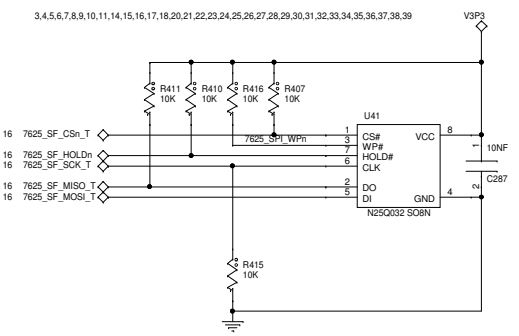 3,4,5,6,7,8,9,10,11,14,15,16,17,18,20,21,22,23,24,25,26,27,28,29,30,31,32,33,34,35,36,37,38,39
V3P3
R411
10K
R410
10K
R416
10K
R407
10K
U41
16 7625_SF_CSn_T
7625_SPI_WPn
16 7625_SF_HOLDn
16 7625_SF_SCK_T
16 7625_SF_MISO_T
16 7625_SF_MOSI_T
1 CS# VCC 8
3 WP#
7 HOLD#
6 CLK
2 DO
5 DI GND 4
N25Q032 SO8N
10NF
1
C287
2
R415
10K